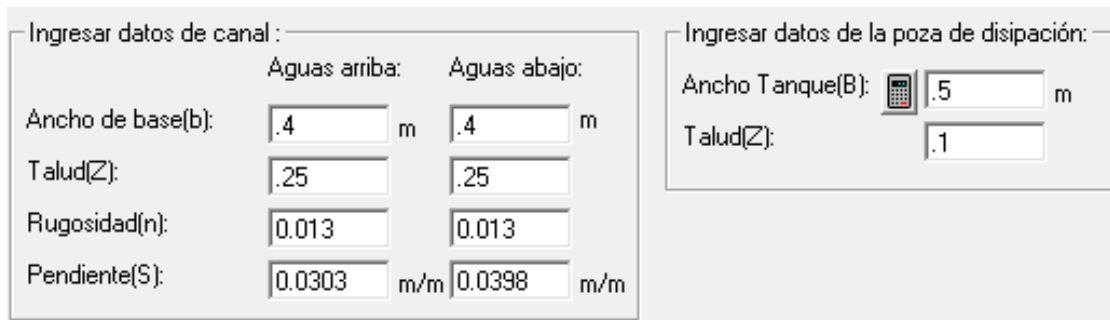 Ingresar datos de canal :
Aguas arriba: Aguas abajo:
Ancho de base(b): .4 m .4 m
Talud(Z): .25 .25
Rugosidad(n): 0.013 0.013
Pendiente(S): 0.0303 m/m 0.0398 m/m
Ingresar datos de la poza de disipación:
Ancho Tanque(B): .5 m
Talud(Z): .1